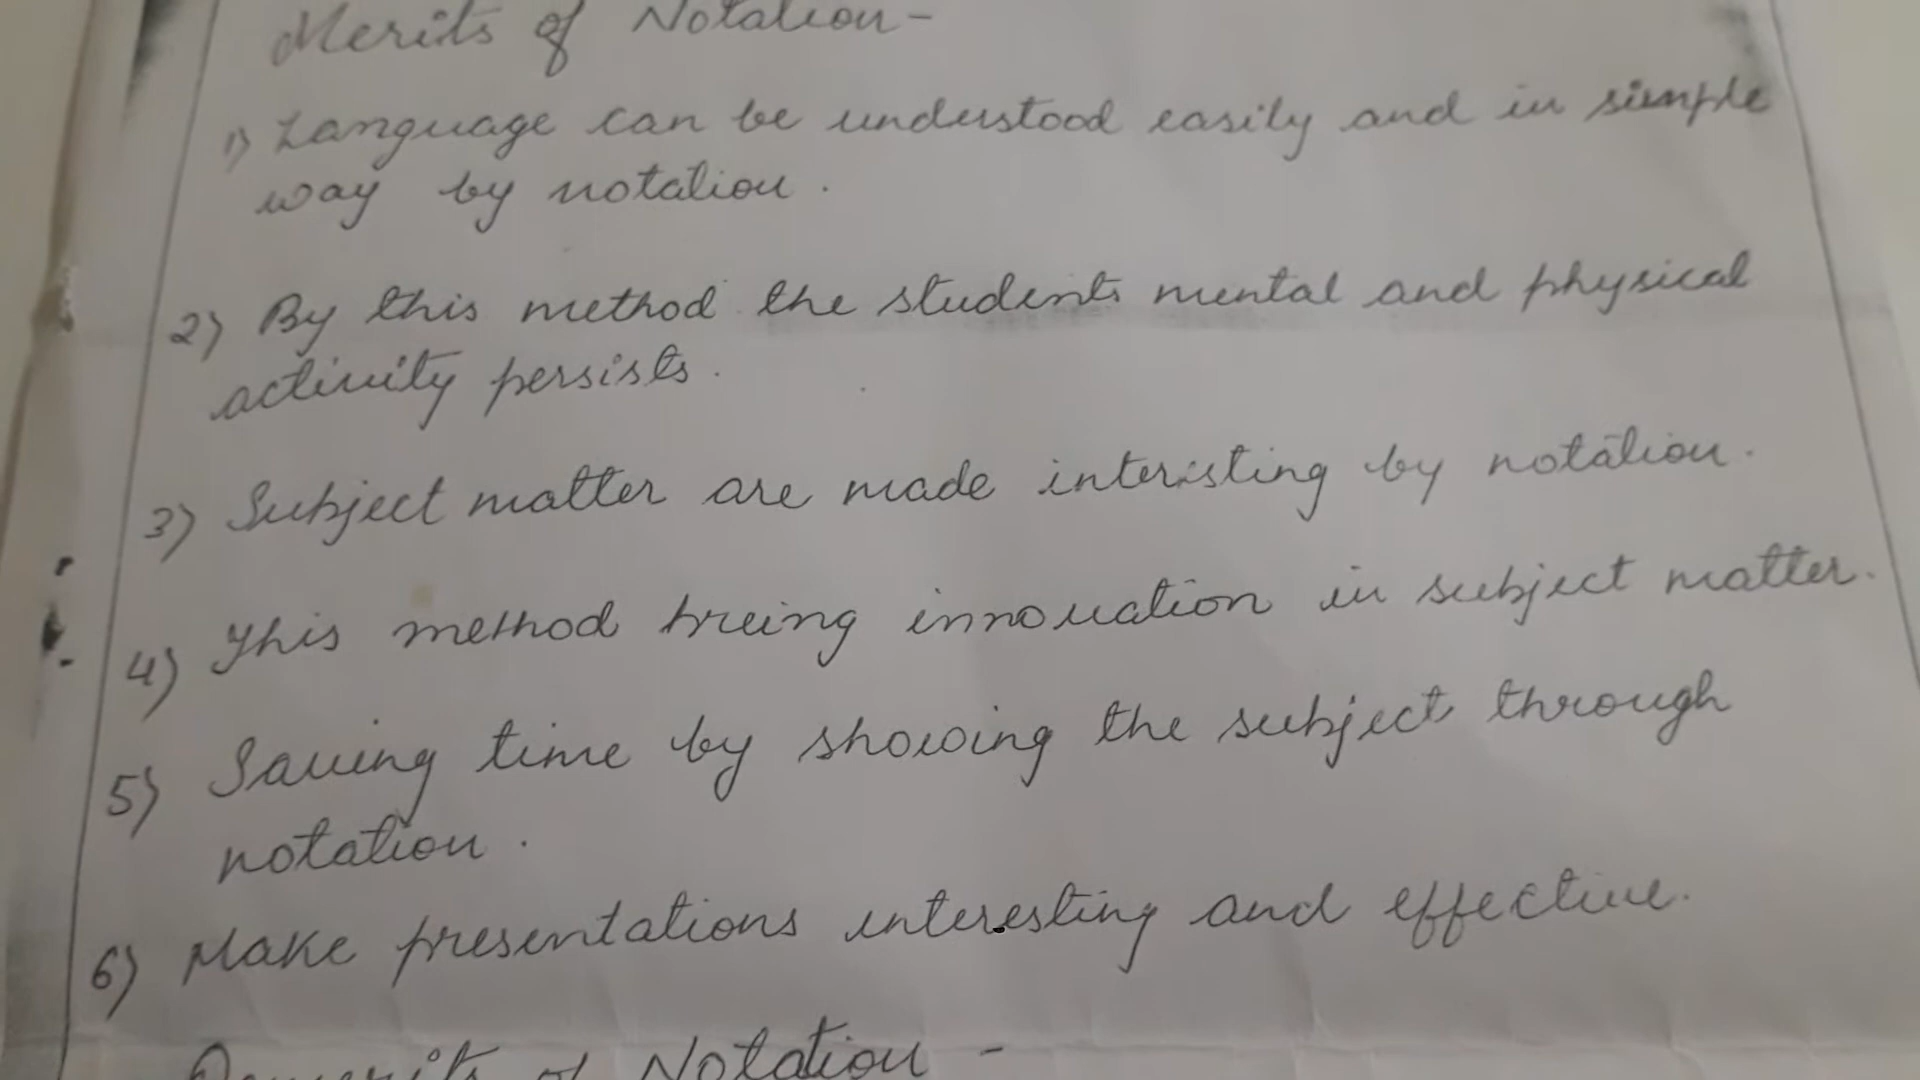 Merits of Notation -
1) Language can be understood easily and in simple
way by notation.
2) By this method the students mental and physical
activity persists.
3) Subject matter are made interesting by notation.
4) This method breing innovation in subject matter.
5) Saving time by showing the subject through
notation.
6) Make presentations interesting and effective.
Demerits of Notation -